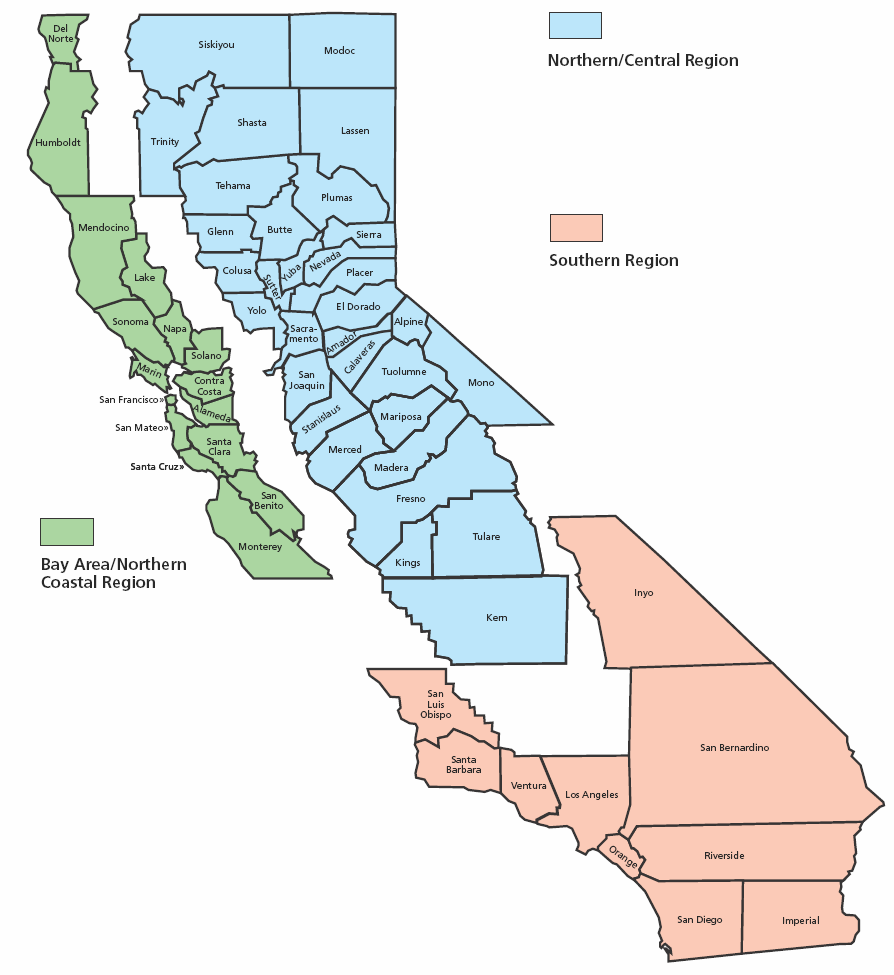 Del
Norte
Siskiyou
Modoc
Northern/Central Region
Humboldt
Trinity
Shasta
Lassen
Tehama
Plumas
Mendocino
Glenn
Butte
Sierra
Lake
Colusa
Sutter
Yuba
Nevada
Placer
Southern Region
Sonoma
Napa
Yolo
El Dorado
Solano
Sacra-
mento
Amador
Alpine
Marin
Contra
Costa
San
Joaquin
Calaveras
Tuolumne
Mono
San Francisco»
Alameda
San Mateo»
Stanislaus
Mariposa
Santa
Clara
Merced
Santa Cruz»
Madera
San
Benito
Fresno
Monterey
Tulare
Kings
Bay Area/Northern
Coastal Region
Inyo
Kern
San
Luis
Obispo
San Bernardino
Santa
Barbara
Ventura
Los Angeles
Orange
Riverside
San Diego
Imperial